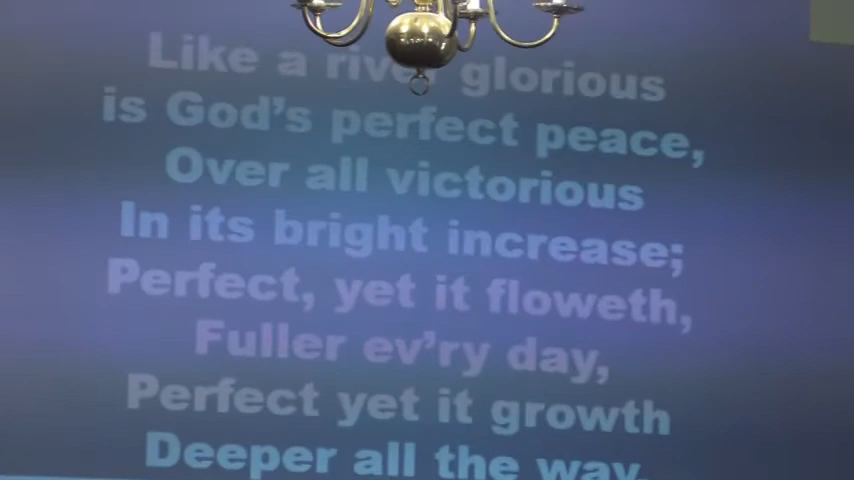 Like a river glorious
is God's perfect peace,
Over all victorious
In its bright increase;
Perfect, yet it floweth,
Fuller ev'ry day,
Perfect yet it groweth
Deeper all the way.